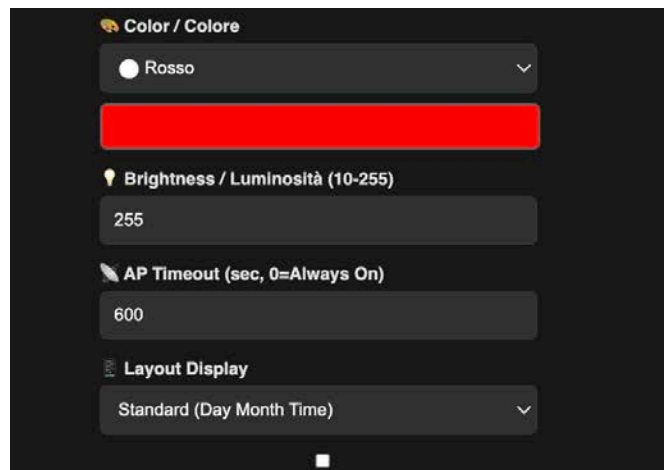 Color / Colore
Rosso
Brightness / Luminosità (10-255)
255
AP Timeout (sec, 0=Always On)
600
Layout Display
Standard (Day Month Time)